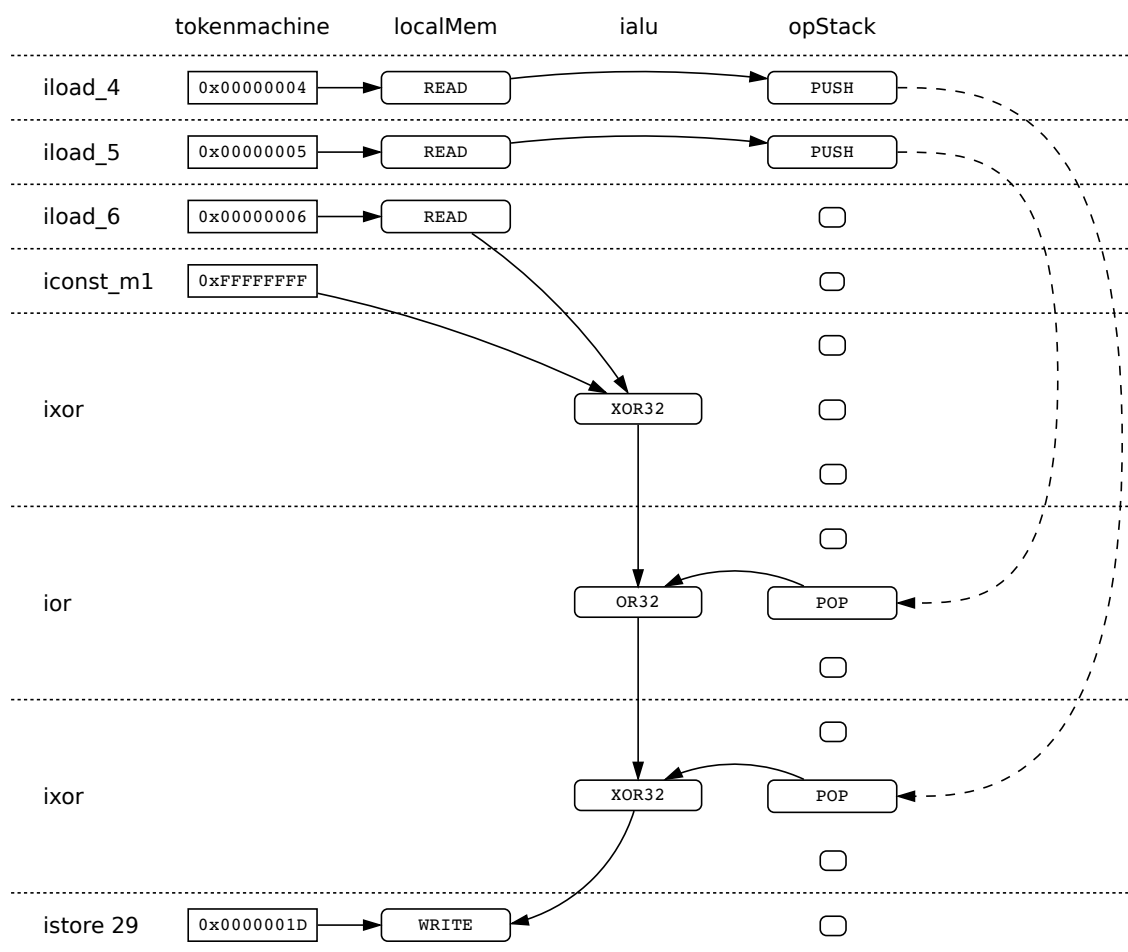 tokenmachine localMem ialu opStack
iload_4 0x00000004 READ PUSH
iload_5 0x00000005 READ PUSH
iload_6 0x00000006 READ
iconst_m1 0xFFFFFFFF
ixor XOR32
ior OR32 POP
ixor XOR32 POP
istore 29 0x0000001D WRITE